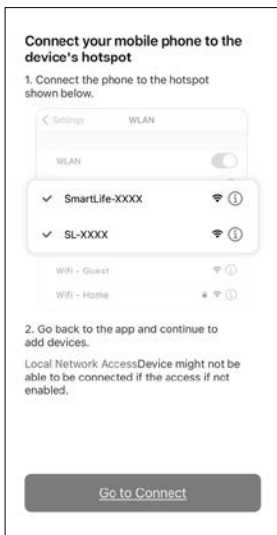 Connect your mobile phone to the
device's hotspot
1. Connect the phone to the hotspot
shown below.
Settings WLAN
WLAN
SmartLife-XXXX
SL-XXXX
Wifi - Guest
Wifi - Home
2. Go back to the app and continue to
add devices.
Local Network AccessDevice might not be
able to be connected if the access if not
enabled.
Go to Connect